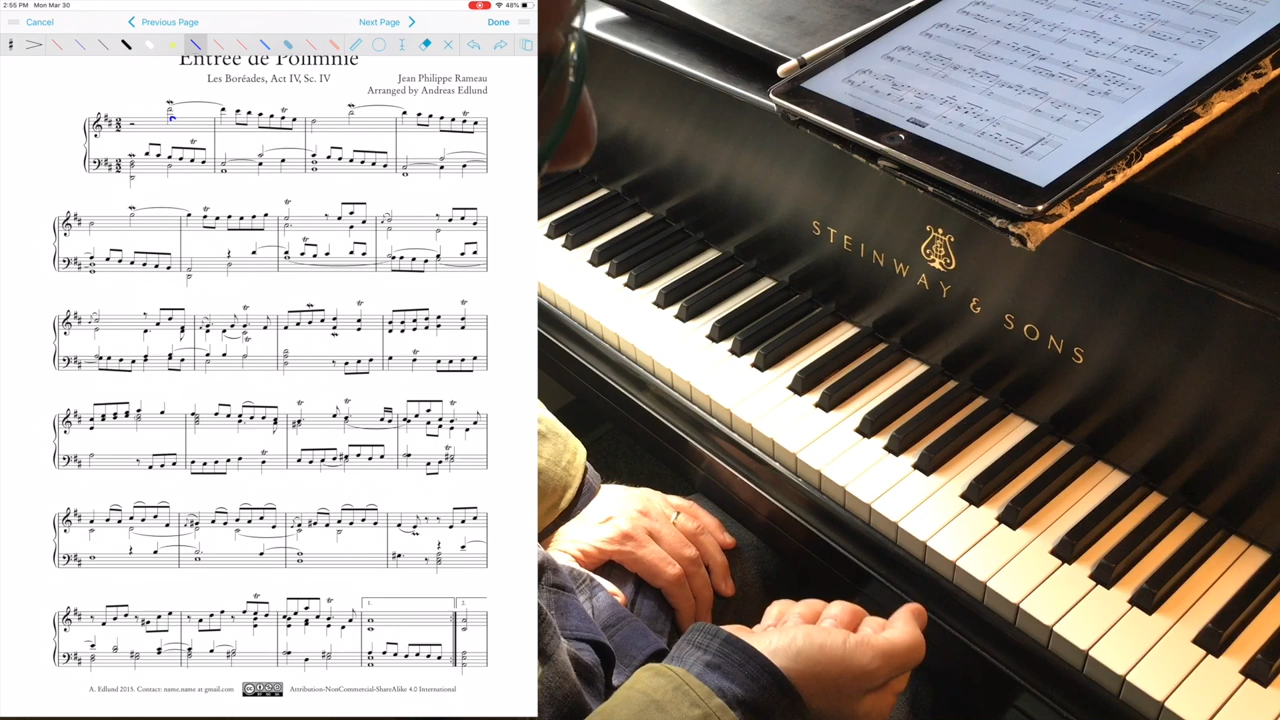 2:55 PM Mon Mar 30
48%
Cancel
Previous Page
Next Page
Done
Entrée de Polimnie
Les Boréades, Act IV, Sc. IV
Jean Philippe Rameau
Arranged by Andreas Edlund
1.
2.
A. Edlund 2015. Contact: name.name at gmail.com
Attribution-NonCommercial-ShareAlike 4.0 International
STEINWAY & SONS